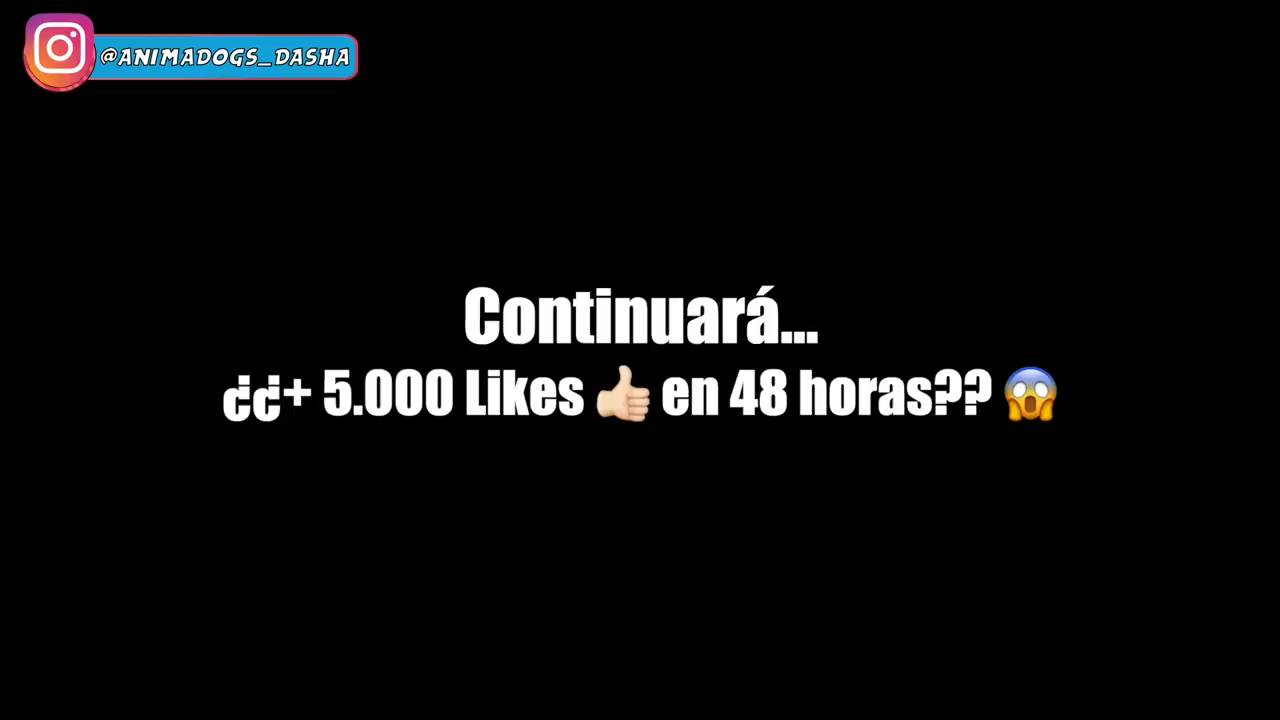 @ANIMADOGS_DASHA
Continuará...
¿¿+ 5.000 Likes 👍🏻 en 48 horas?? 😱